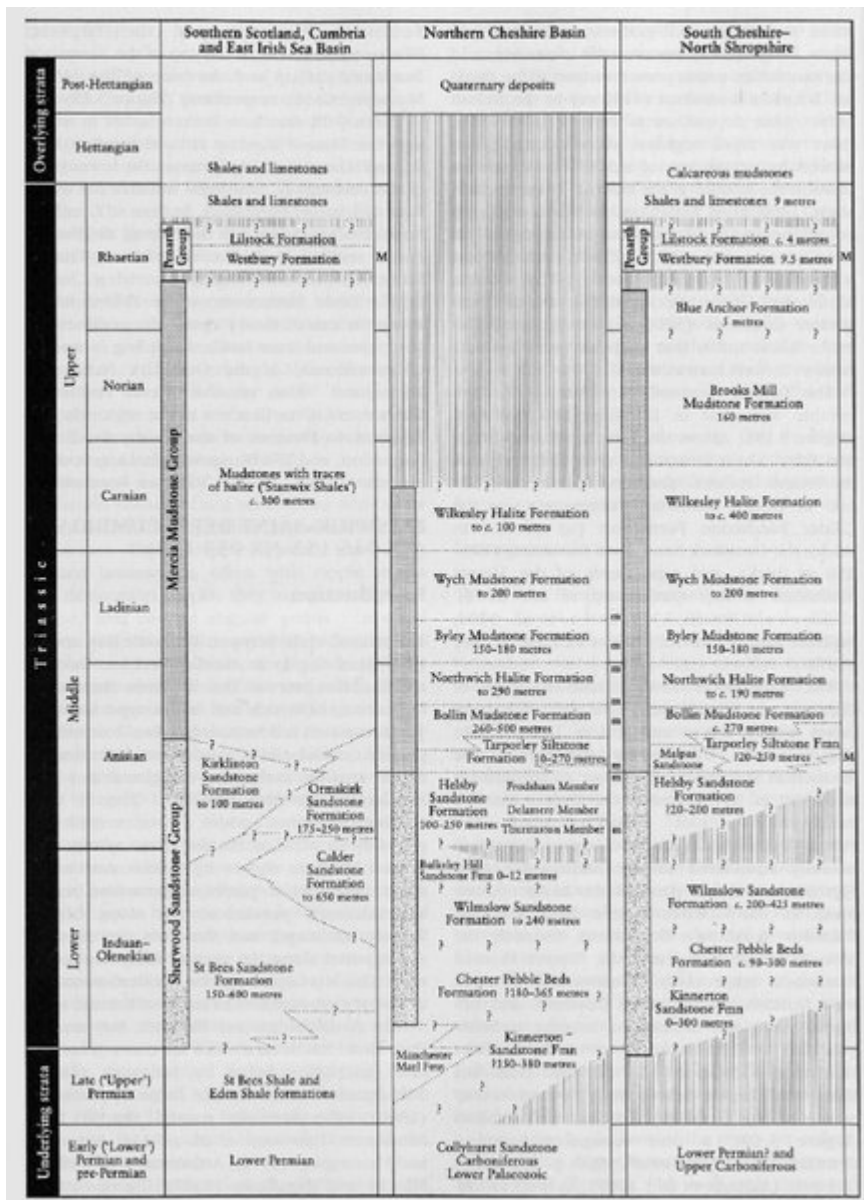 Southern Scotland, Cumbria
and East Irish Sea Basin
Northern Cheshire Basin
South Cheshire–
North Shropshire
Overlying strata
Post-Hettangian
Hettangian
Shales and limestones
Quaternary deposits
Calcareous mudstones
Triassic
Upper
Middle
Lower
Rhaetian
Norian
Carnian
Ladinian
Anisian
Induan–
Olenekian
Shales and limestones
? ? ? ?
Penarth
Group
Lilstock Formation
Westbury Formation
? ? ? ?
M
Mercia Mudstone Group
Mudstones with traces
of halite ('Stanwix Shales')
c. 300 metres
Sherwood Sandstone Group
Kirklinton
Sandstone
Formation
to 100 metres
Ormskirk
Sandstone
Formation
175–250 metres
Calder
Sandstone
Formation
to 650 metres
St Bees Sandstone
Formation
150–600 metres
? ? ? ?
Wilkesley Halite Formation
to c. 100 metres
Wych Mudstone Formation
to 200 metres
Byley Mudstone Formation
150–180 metres
m
Northwich Halite Formation
to 290 metres
m
Bollin Mudstone Formation
260–500 metres
m
Tarporley Siltstone
Formation ?10–270 metres
m
Helsby
Sandstone
Formation
100–250 metres
Frodsham Member
Delamere Member
Thurstaston Member
m
Bulkeley Hill
Sandstone Fmn 0–12 metres
Wilmslow Sandstone
Formation to 240 metres
Chester Pebble Beds
Formation ?180–365 metres
Manchester
Marl Fmn
Kinnerton
Sandstone Fmn
?150–380 metres
Shales and limestones 9 metres
? ? ? ?
Penarth
Group
Lilstock Formation c. 4 metres
Westbury Formation 9.5 metres
M
? ? ? ?
Blue Anchor Formation
5 metres
? ? ?
Brooks Mill
Mudstone Formation
160 metres
Wilkesley Halite Formation
to c. 400 metres
Wych Mudstone Formation
to 200 metres
Byley Mudstone Formation
150–180 metres
Northwich Halite Formation
to c. 190 metres
Bollin Mudstone Formation
c. 270 metres
Malpas
Sandstone
Tarporley Siltstone Fmn
?20–250 metres
M
Helsby Sandstone
Formation
?20–200 metres
Wilmslow Sandstone
Formation c. 200–425 metres
Chester Pebble Beds
Formation c. 90–300 metres
Kinnerton
Sandstone Fmn
0–300 metres
Underlying strata
Late ('Upper')
Permian
St Bees Shale and
Eden Shale formations
Early ('Lower')
Permian and
pre-Permian
Lower Permian
Collyhurst Sandstone
Carboniferous
Lower Palaeozoic
Lower Permian? and
Upper Carboniferous